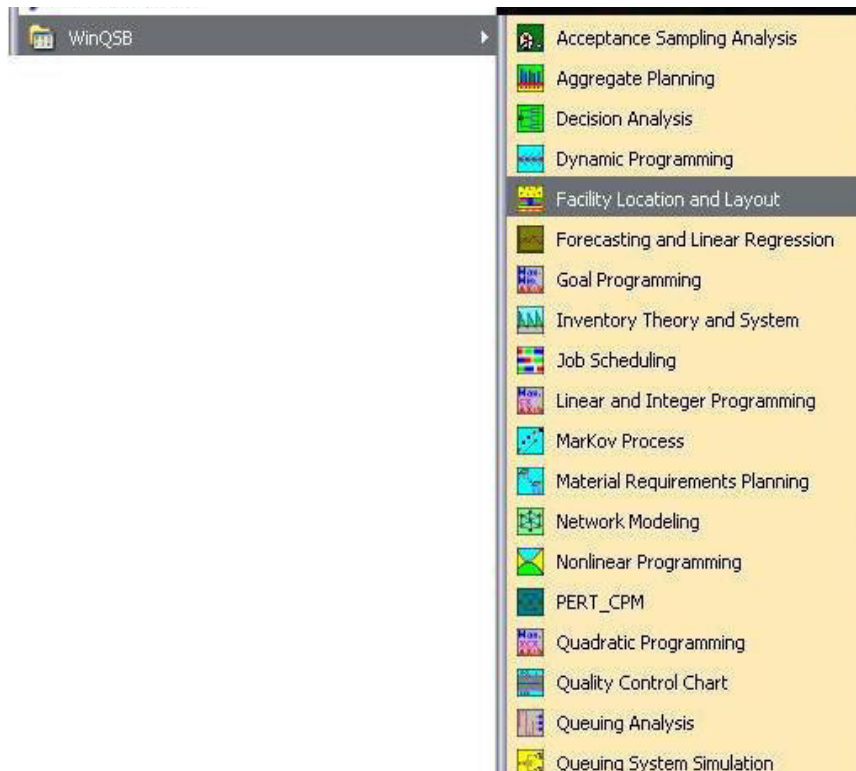 WinQSB
Acceptance Sampling Analysis
Aggregate Planning
Decision Analysis
Dynamic Programming
Facility Location and Layout
Forecasting and Linear Regression
Goal Programming
Inventory Theory and System
Job Scheduling
Linear and Integer Programming
MarKov Process
Material Requirements Planning
Network Modeling
Nonlinear Programming
PERT_CPM
Quadratic Programming
Quality Control Chart
Queuing Analysis
Queuing System Simulation